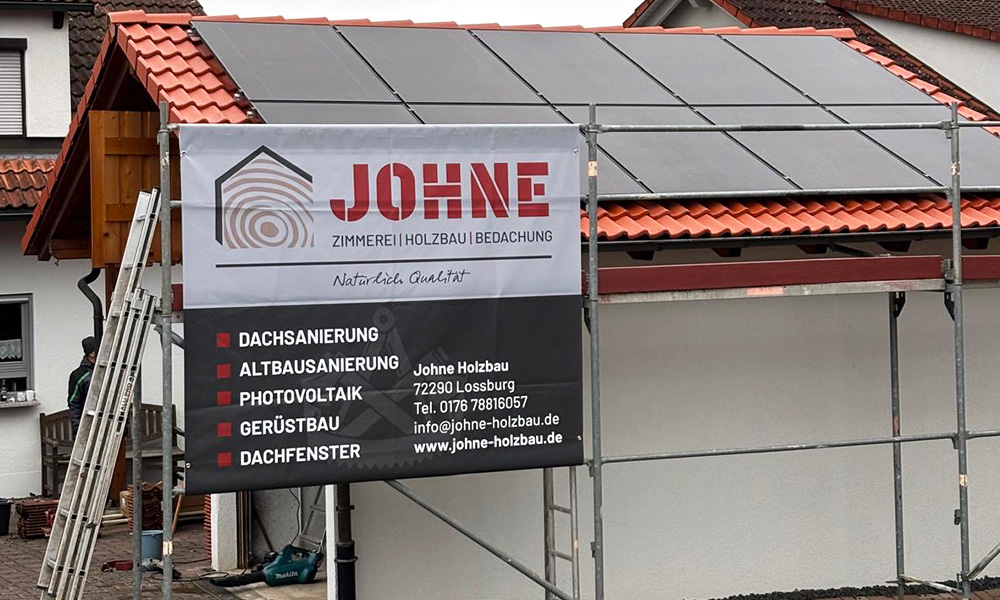 JOHNE
ZIMMEREI|HOLZBAU|BEDACHUNG
Natürlich Qualität
DACHSANIERUNG
ALTBAUSANIERUNG
PHOTOVOLTAIK
GERÜSTBAU
DACHFENSTER
Johne Holzbau
72290 Lossburg
Tel. 0176 78816057
info@johne-holzbau.de
www.johne-holzbau.de
makita